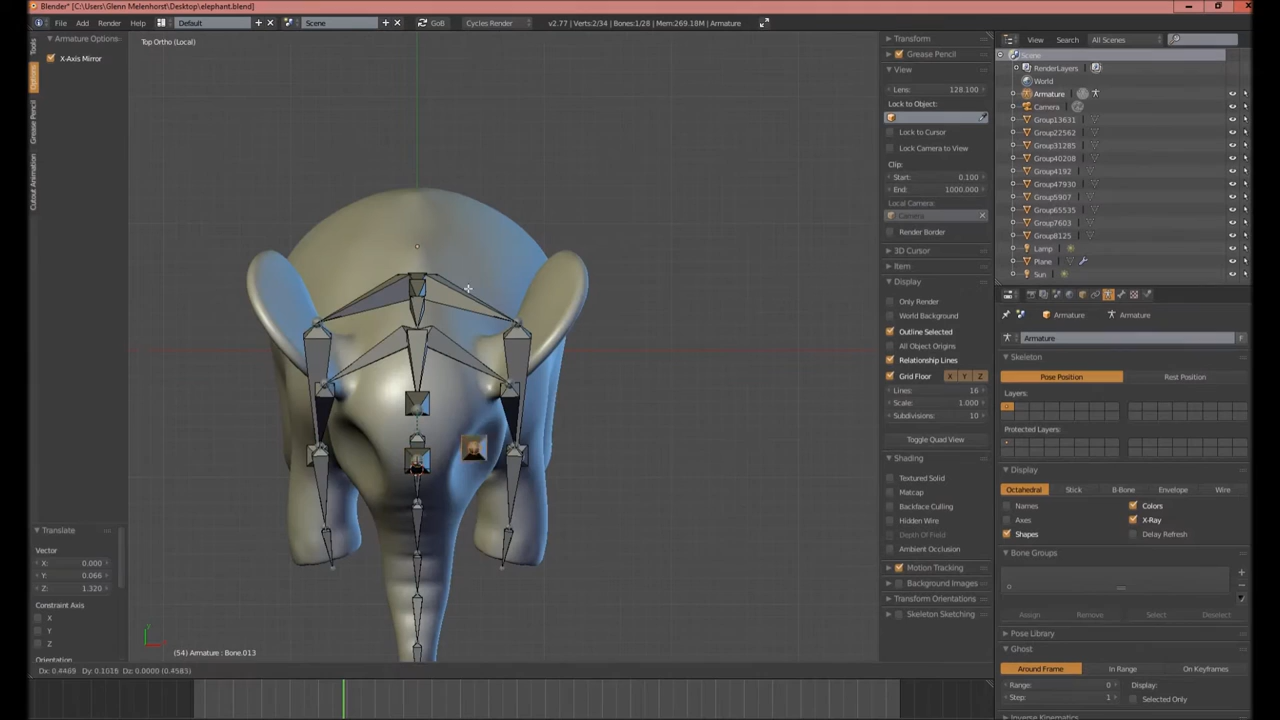 Blender* [C:\Users\Glenn Melenhorst\Desktop\elephant.blend]
File Add Render Help Default Scene GoB Cycles Render v2.77 | Verts:2/34 | Bones:1/28 | Mem:269.18M | Armature
Armature Options
X-Axis Mirror
Tools
Options
Grease Pencil
Cutout Animation
Top Ortho (Local)
Translate
Vector
X: 0.000
Y: 0.066
Z: 1.320
Constraint Axis
X
Y
Z
Orientation
(54) Armature : Bone.013
Transform
Grease Pencil
View
Lens: 128.100
Lock to Object:
Lock to Cursor
Lock Camera to View
Clip:
Start: 0.100
End: 1000.000
Local Camera:
Camera
Render Border
3D Cursor
Item
Display
Only Render
World Background
Outline Selected
All Object Origins
Relationship Lines
Grid Floor X Y Z
Lines: 16
Scale: 1.000
Subdivisions: 10
Toggle Quad View
Shading
Textured Solid
Matcap
Backface Culling
Hidden Wire
Depth Of Field
Ambient Occlusion
Motion Tracking
Background Images
Transform Orientations
Skeleton Sketching
View Search All Scenes
Scene
RenderLayers
World
Armature
Camera
Group13631
Group22562
Group31285
Group40208
Group4192
Group47930
Group5907
Group65535
Group7603
Group8125
Lamp
Plane
Sun
Armature Armature
Armature F
Skeleton
Pose Position Rest Position
Layers:
Protected Layers:
Display
Octahedral Stick B-Bone Envelope Wire
Names Colors
Axes X-Ray
Shapes Delay Refresh
Bone Groups
Assign Remove Select Deselect
Pose Library
Ghost
Around Frame In Range On Keyframes
Range: 0 Display:
Step: 1 Selected Only
Inverse Kinematics